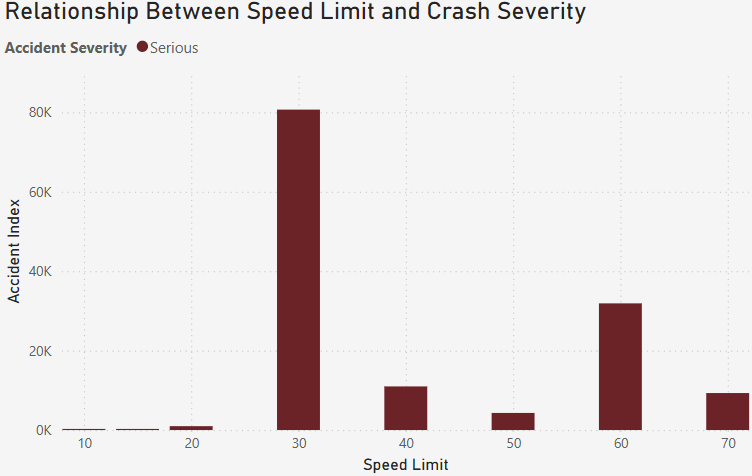 Relationship Between Speed Limit and Crash Severity
Accident Severity Serious
80K
60K
40K
20K
0K
Accident Index
10 20 30 40 50 60 70
Speed Limit